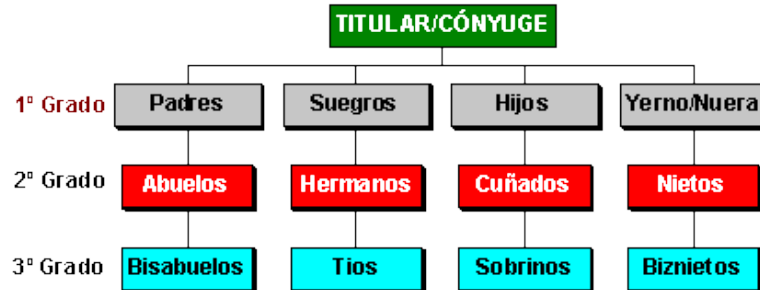 TITULAR/CÓNYUGE
1º Grado Padres Suegros Hijos Yerno/Nuera
2º Grado Abuelos Hermanos Cuñados Nietos
3º Grado Bisabuelos Tios Sobrinos Biznietos